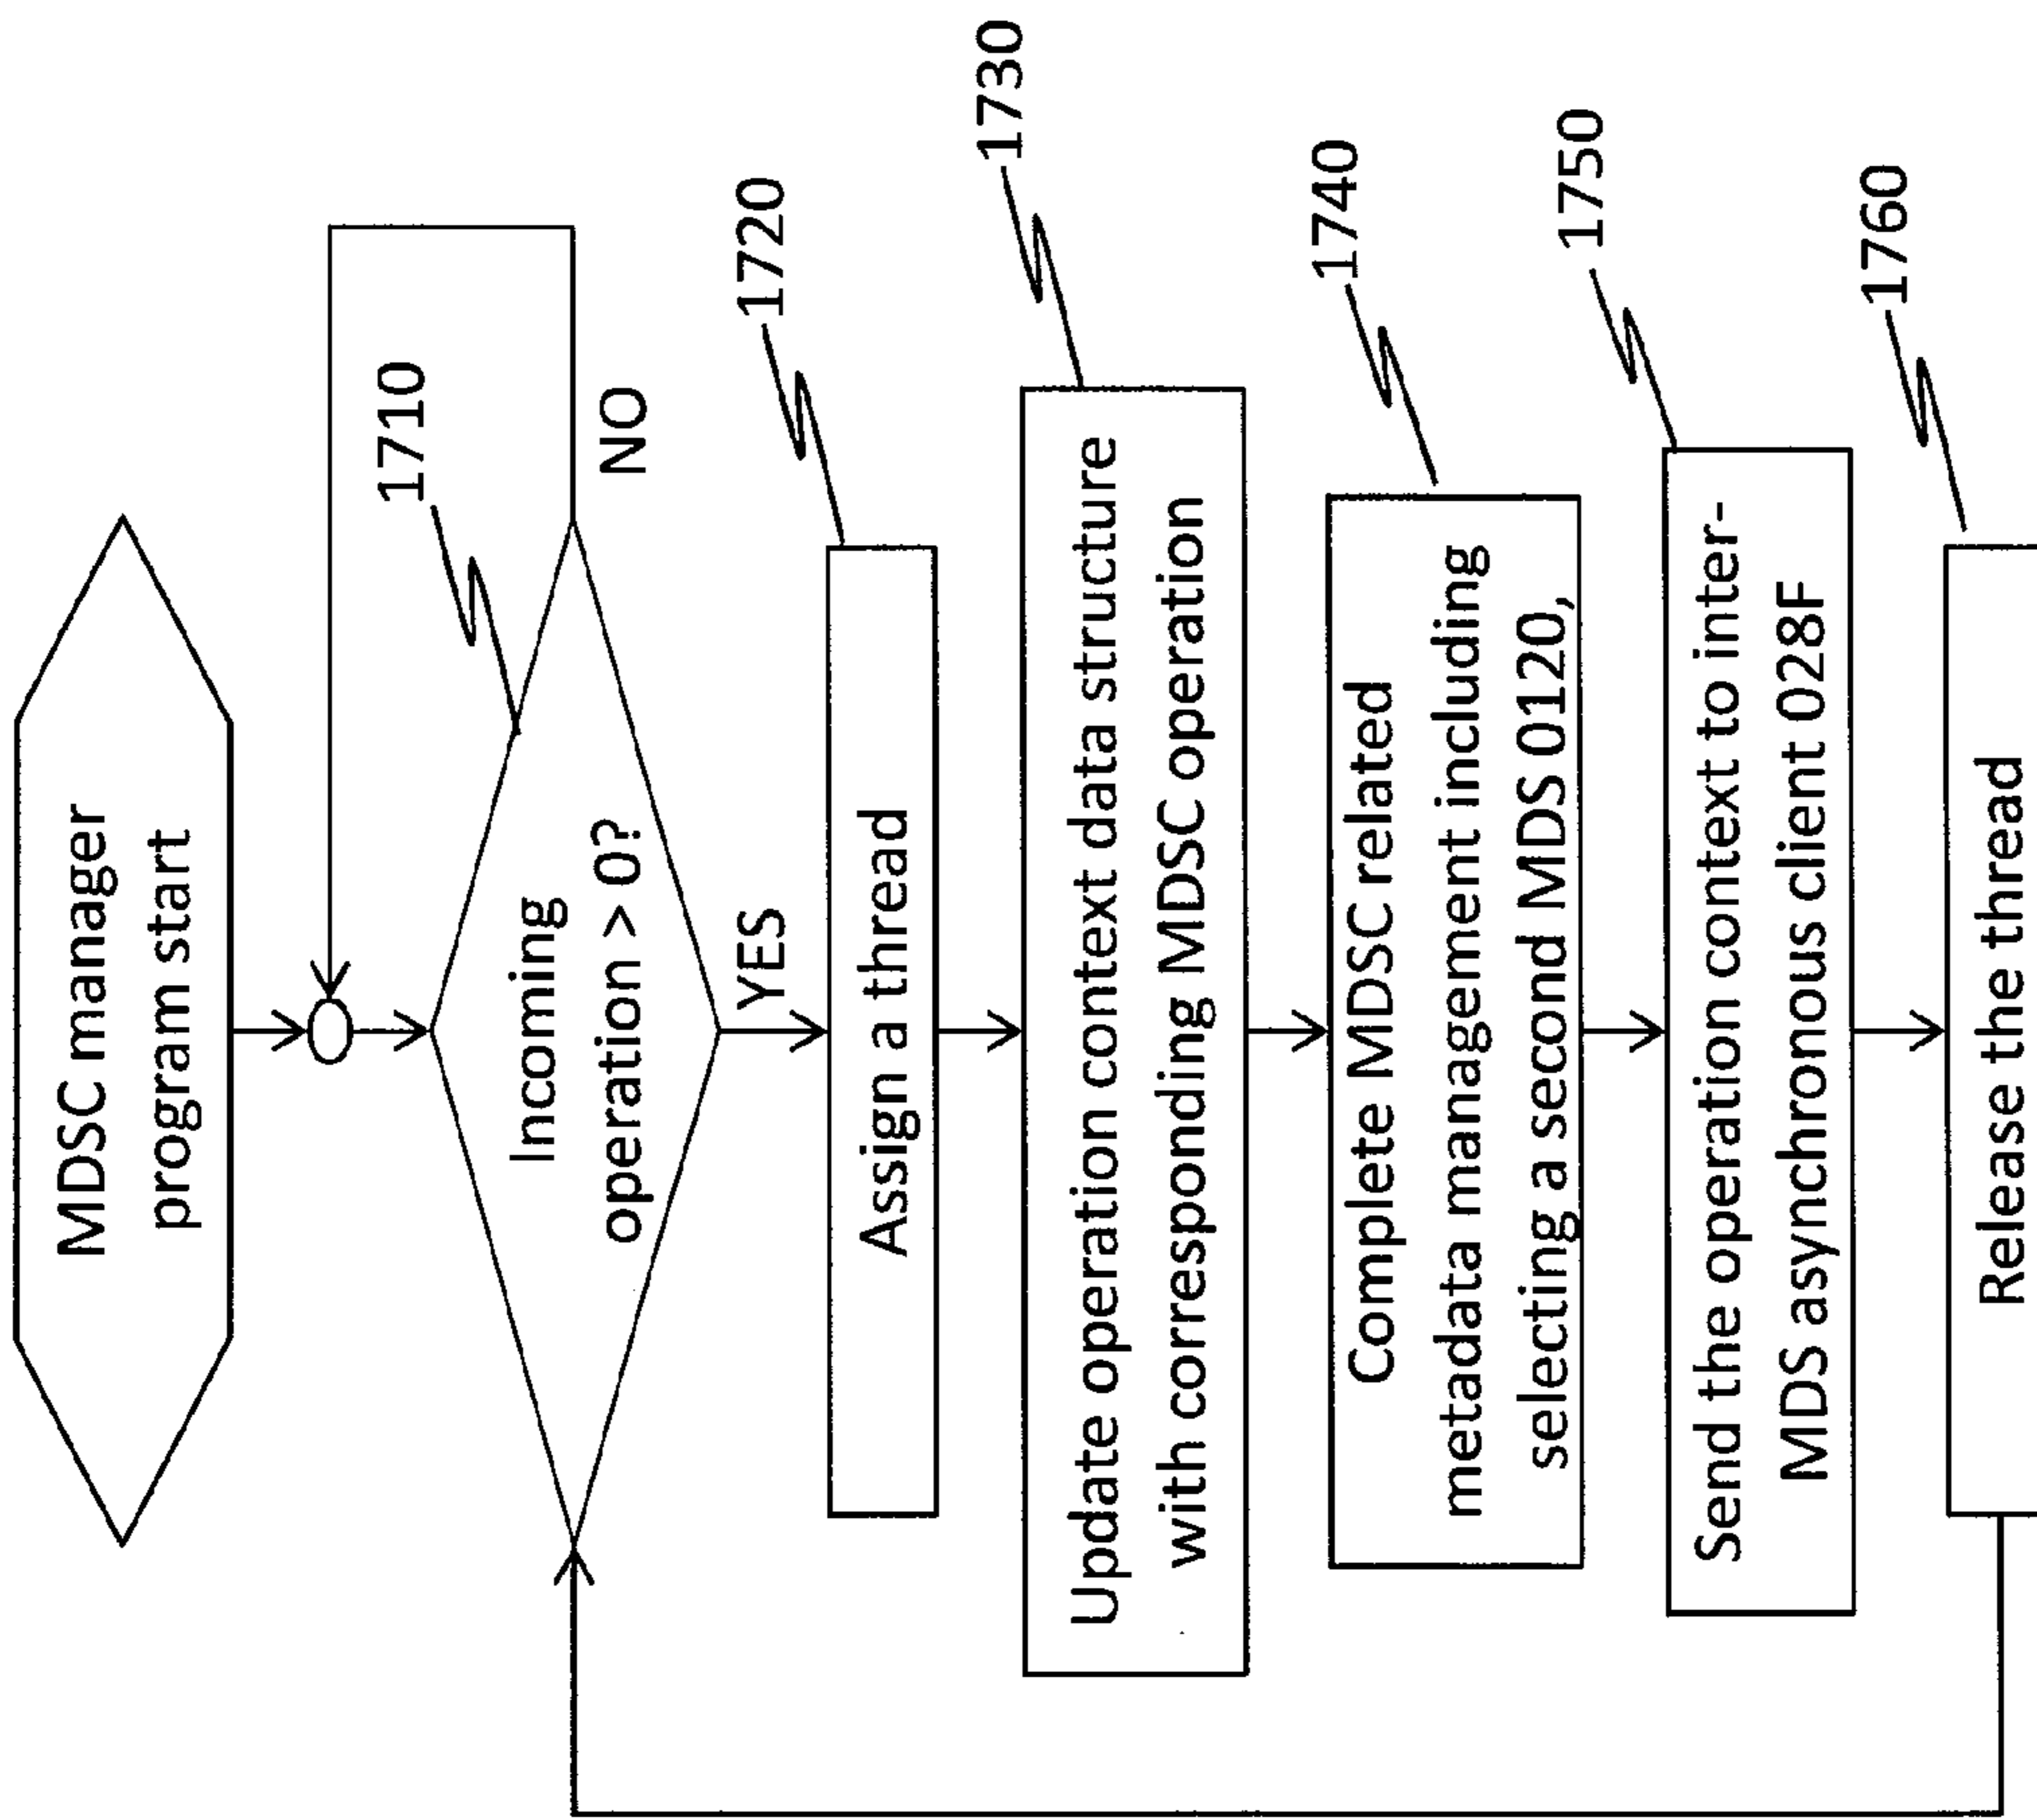 MDSC manager
program start
1710
Incoming
operation > 0?
NO
YES
1720
Assign a thread
1730
Update operation context data structure
with corresponding MDSC operation
1740
Complete MDSC related
metadata management including
selecting a second MDS 0120,
1750
Send the operation context to inter-
MDS asynchronous client 028F
1760
Release the thread